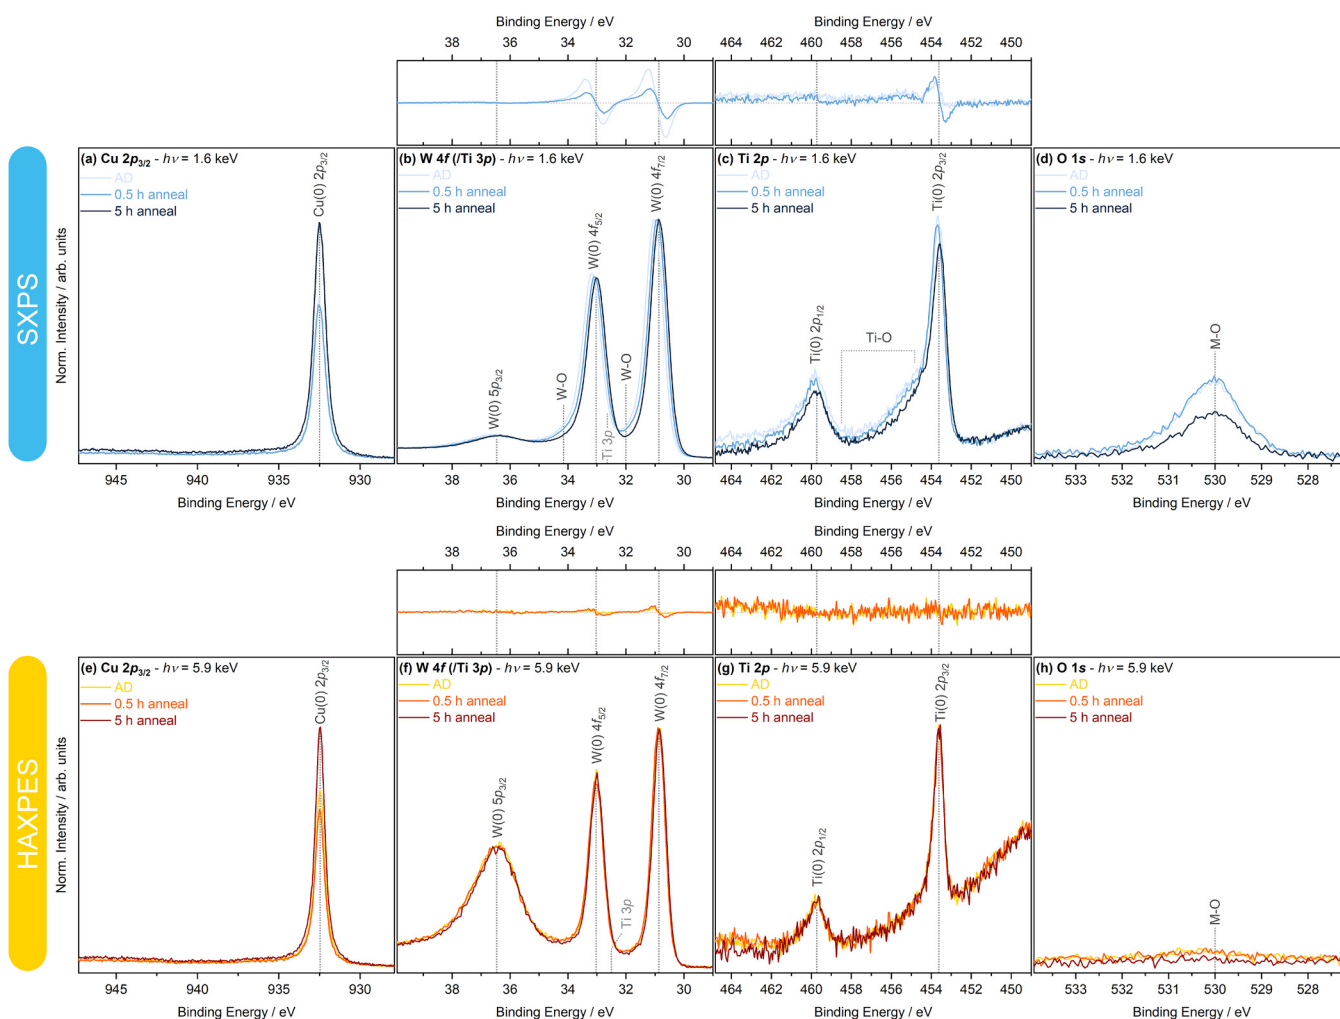 Binding Energy / eV Binding Energy / eV
38 36 34 33 32 31 30 464 462 460 458 456 454 452 450
SXPS
Norm. Intensity / arb. units
(a) Cu 2p3/2 - hν = 1.6 keV
AD
0.5 h anneal
5 h anneal
Cu(0) 2p3/2
945 940 935 930
Binding Energy / eV
(b) W 4f (/Ti 3p) - hν = 1.6 keV
AD
0.5 h anneal
5 h anneal
W(0) 5p3/2
W-O
W(0) 4f5/2
Ti 3p
W-O
W(0) 4f7/2
38 36 34 33 32 31 30
Binding Energy / eV
(c) Ti 2p - hν = 1.6 keV
AD
0.5 h anneal
5 h anneal
Ti(0) 2p1/2
Ti-O
Ti(0) 2p3/2
464 462 460 458 456 454 452 450
Binding Energy / eV
(d) O 1s - hν = 1.6 keV
AD
0.5 h anneal
5 h anneal
M-O
533 532 531 530 529 528
Binding Energy / eV
Binding Energy / eV Binding Energy / eV
38 36 34 33 32 31 30 464 462 460 458 456 454 452 450
HAXPES
Norm. Intensity / arb. units
(e) Cu 2p3/2 - hν = 5.9 keV
AD
0.5 h anneal
5 h anneal
Cu(0) 2p3/2
945 940 935 930
Binding Energy / eV
(f) W 4f (/Ti 3p) - hν = 5.9 keV
AD
0.5 h anneal
5 h anneal
W(0) 5p3/2
W(0) 4f5/2
Ti 3p
W(0) 4f7/2
38 36 34 33 32 31 30
Binding Energy / eV
(g) Ti 2p - hν = 5.9 keV
AD
0.5 h anneal
5 h anneal
Ti(0) 2p1/2
Ti(0) 2p3/2
464 462 460 458 456 454 452 450
Binding Energy / eV
(h) O 1s - hν = 5.9 keV
AD
0.5 h anneal
5 h anneal
M-O
533 532 531 530 529 528
Binding Energy / eV